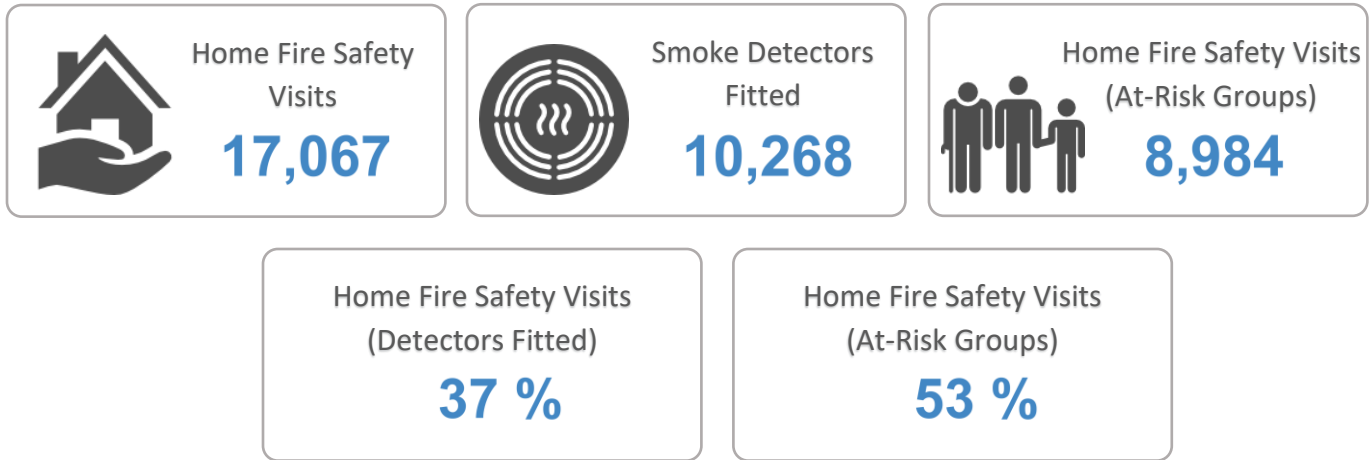 Home Fire Safety
Visits
17,067
Smoke Detectors
Fitted
10,268
Home Fire Safety Visits
(At-Risk Groups)
8,984
Home Fire Safety Visits
(Detectors Fitted)
37 %
Home Fire Safety Visits
(At-Risk Groups)
53 %